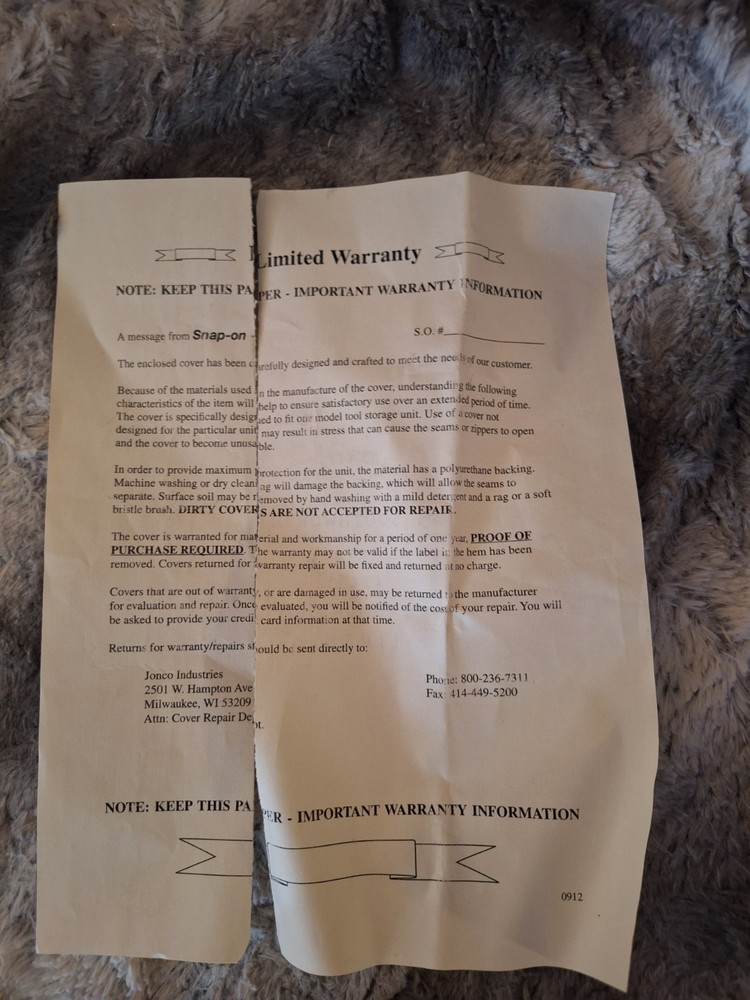 Limited Warranty
NOTE: KEEP THIS PAPER - IMPORTANT WARRANTY INFORMATION
A message from Snap-on -
S.O. #
The enclosed cover has been carefully designed and crafted to meet the needs of our customer.
Because of the materials used in the manufacture of the cover, understanding the following
characteristics of the item will help to ensure satisfactory use over an extended period of time.
The cover is specifically designed to fit one model tool storage unit. Use of a cover not
designed for the particular unit may result in stress that can cause the seams or zippers to open
and the cover to become unusable.
In order to provide maximum protection for the unit, the material has a polyurethane backing.
Machine washing or dry cleaning will damage the backing, which will allow the seams to
separate. Surface soil may be removed by hand washing with a mild detergent and a rag or a soft
bristle brush. DIRTY COVERS ARE NOT ACCEPTED FOR REPAIR.
The cover is warranted for material and workmanship for a period of one year, PROOF OF
PURCHASE REQUIRED. The warranty may not be valid if the label in the hem has been
removed. Covers returned for warranty repair will be fixed and returned at no charge.
Covers that are out of warranty, or are damaged in use, may be returned to the manufacturer
for evaluation and repair. Once evaluated, you will be notified of the cost of your repair. You will
be asked to provide your credit card information at that time.
Returns for warranty/repairs should be sent directly to:
Jonco Industries
2501 W. Hampton Ave
Milwaukee, WI 53209
Attn: Cover Repair Dept.
Phone: 800-236-7311
Fax: 414-449-5200
NOTE: KEEP THIS PAPER - IMPORTANT WARRANTY INFORMATION
0912